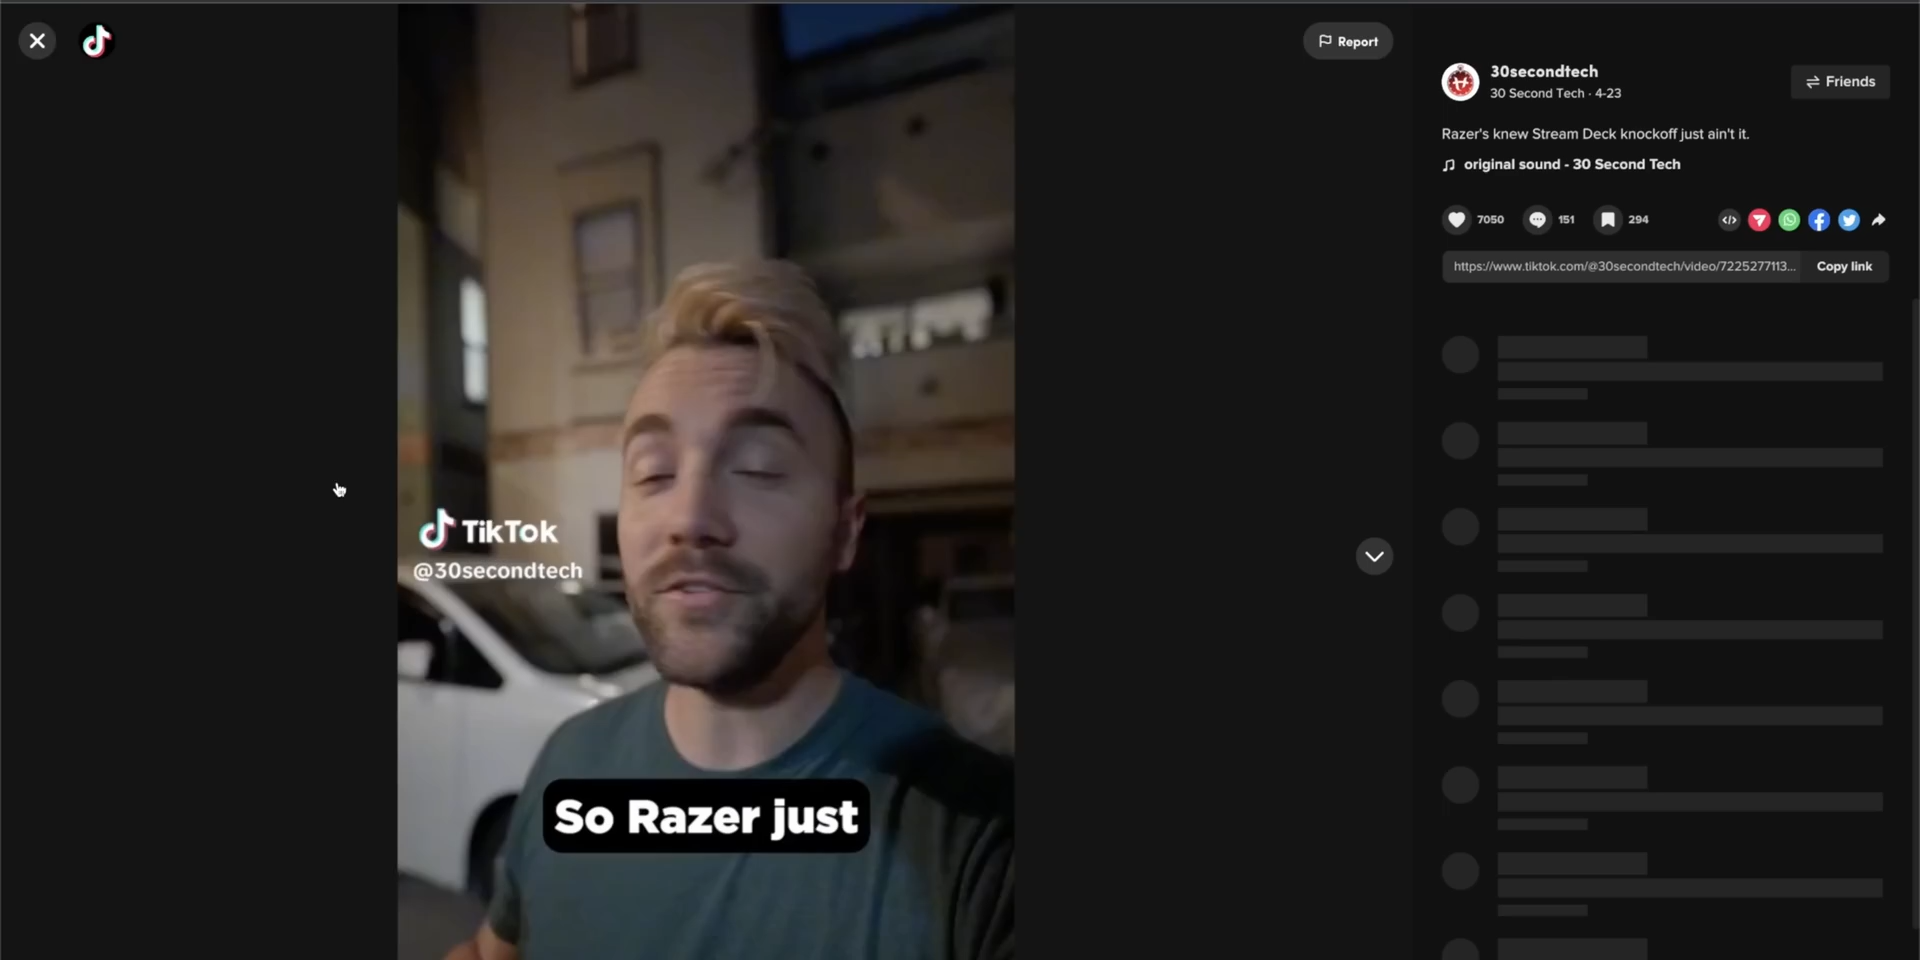 Report
30secondtech
30 Second Tech · 4-23
Friends
Razer's knew Stream Deck knockoff just ain't it.
original sound - 30 Second Tech
7050
151
294
https://www.tiktok.com/@30secondtech/video/7225277113...
Copy link
TikTok
@30secondtech
So Razer just